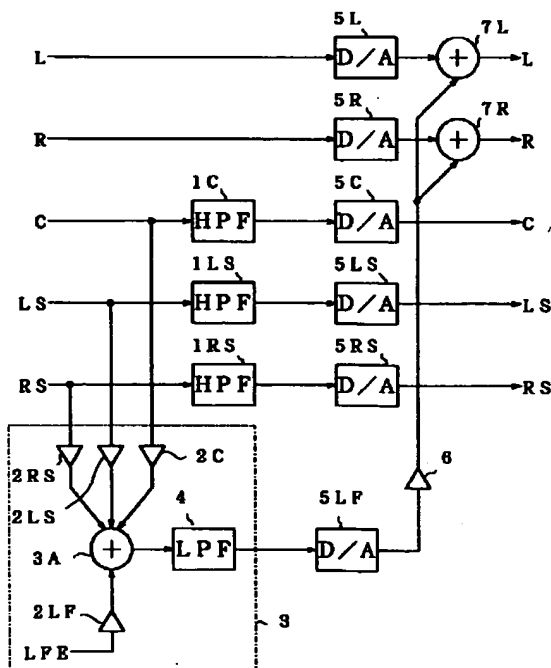 5L
7L
L
D/A
+
L
5R
7R
R
D/A
+
R
1C
5C
C
HPF
D/A
C
1LS
5LS
LS
HPF
D/A
LS
1RS
5RS
RS
HPF
D/A
RS
6
2RS
2C
2LS
4
5LF
3A
+
LPF
D/A
2LF
3
LFE